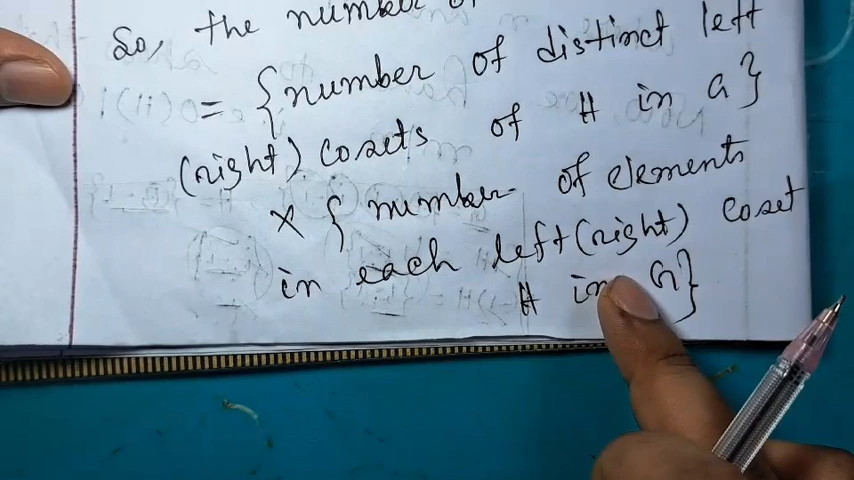 So, the number of
= {number of distinct left
(right) cosets of H in G}
× {number of elements
in each left (right) coset
H in G}